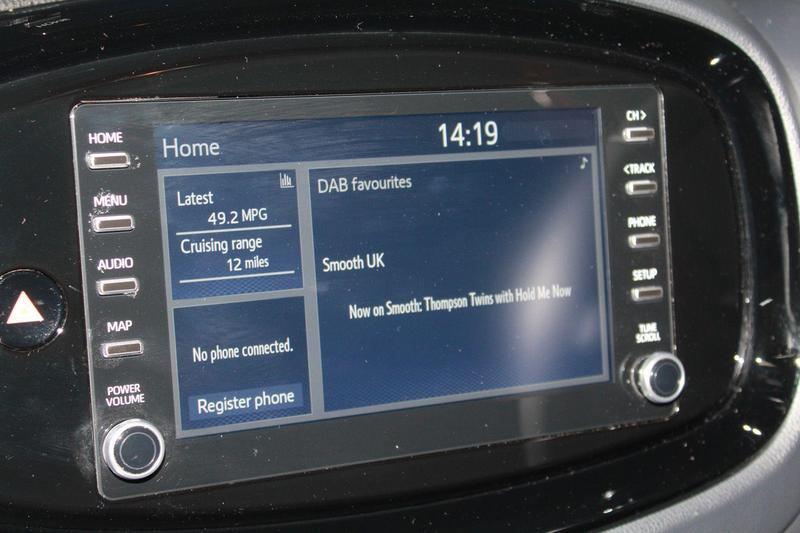 HOME
MENU
AUDIO
MAP
POWER
VOLUME
Home
14:19
Latest
49.2 MPG
Cruising range
12 miles
No phone connected.
Register phone
DAB favourites
Smooth UK
Now on Smooth: Thompson Twins with Hold Me Now
CH >
< TRACK
PHONE
SETUP
TUNE
SCROLL